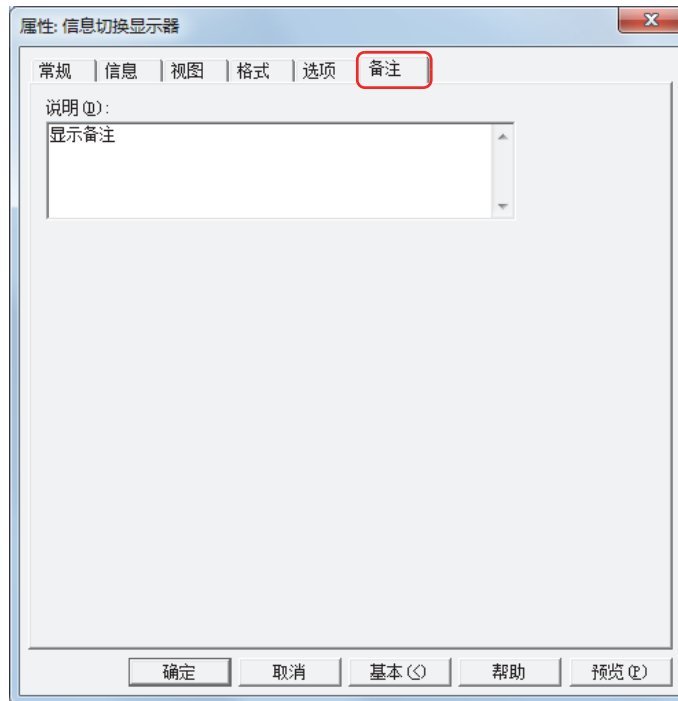 属性: 信息切换显示器
常规 信息 视图 格式 选项 备注
说明(D):
显示备注
确定 取消 基本(<) 帮助 预览(P)